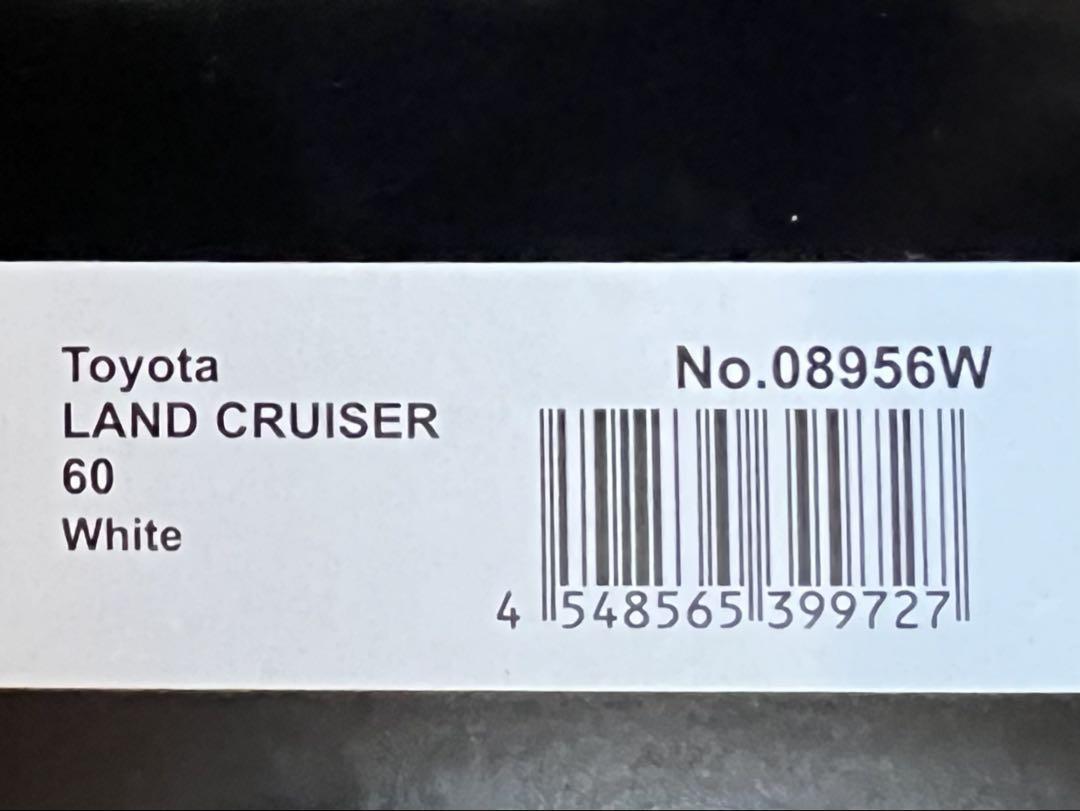 Toyota
LAND CRUISER
60
White
No.08956W
4 548565 399727